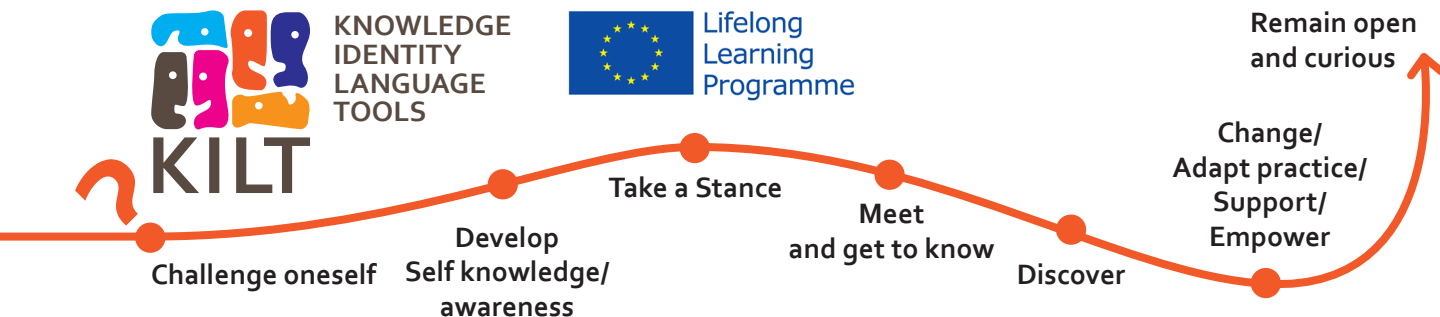 KNOWLEDGE
IDENTITY
LANGUAGE
TOOLS
KILT
Lifelong
Learning
Programme
?
Challenge oneself
Develop
Self knowledge/
awareness
Take a Stance
Meet
and get to know
Discover
Change/
Adapt practice/
Support/
Empower
Remain open
and curious